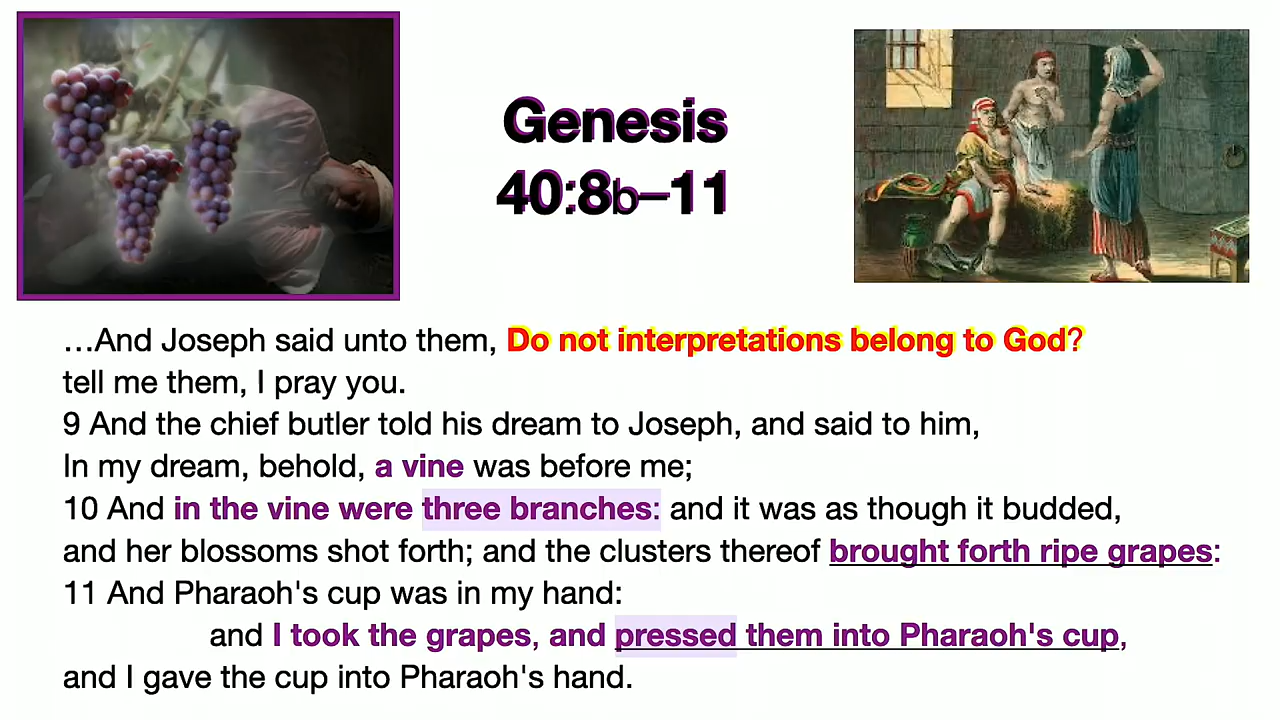 Genesis
40:8b–11
…And Joseph said unto them, Do not interpretations belong to God?
tell me them, I pray you.
9 And the chief butler told his dream to Joseph, and said to him,
In my dream, behold, a vine was before me;
10 And in the vine were three branches: and it was as though it budded,
and her blossoms shot forth; and the clusters thereof brought forth ripe grapes:
11 And Pharaoh's cup was in my hand:
and I took the grapes, and pressed them into Pharaoh's cup,
and I gave the cup into Pharaoh's hand.